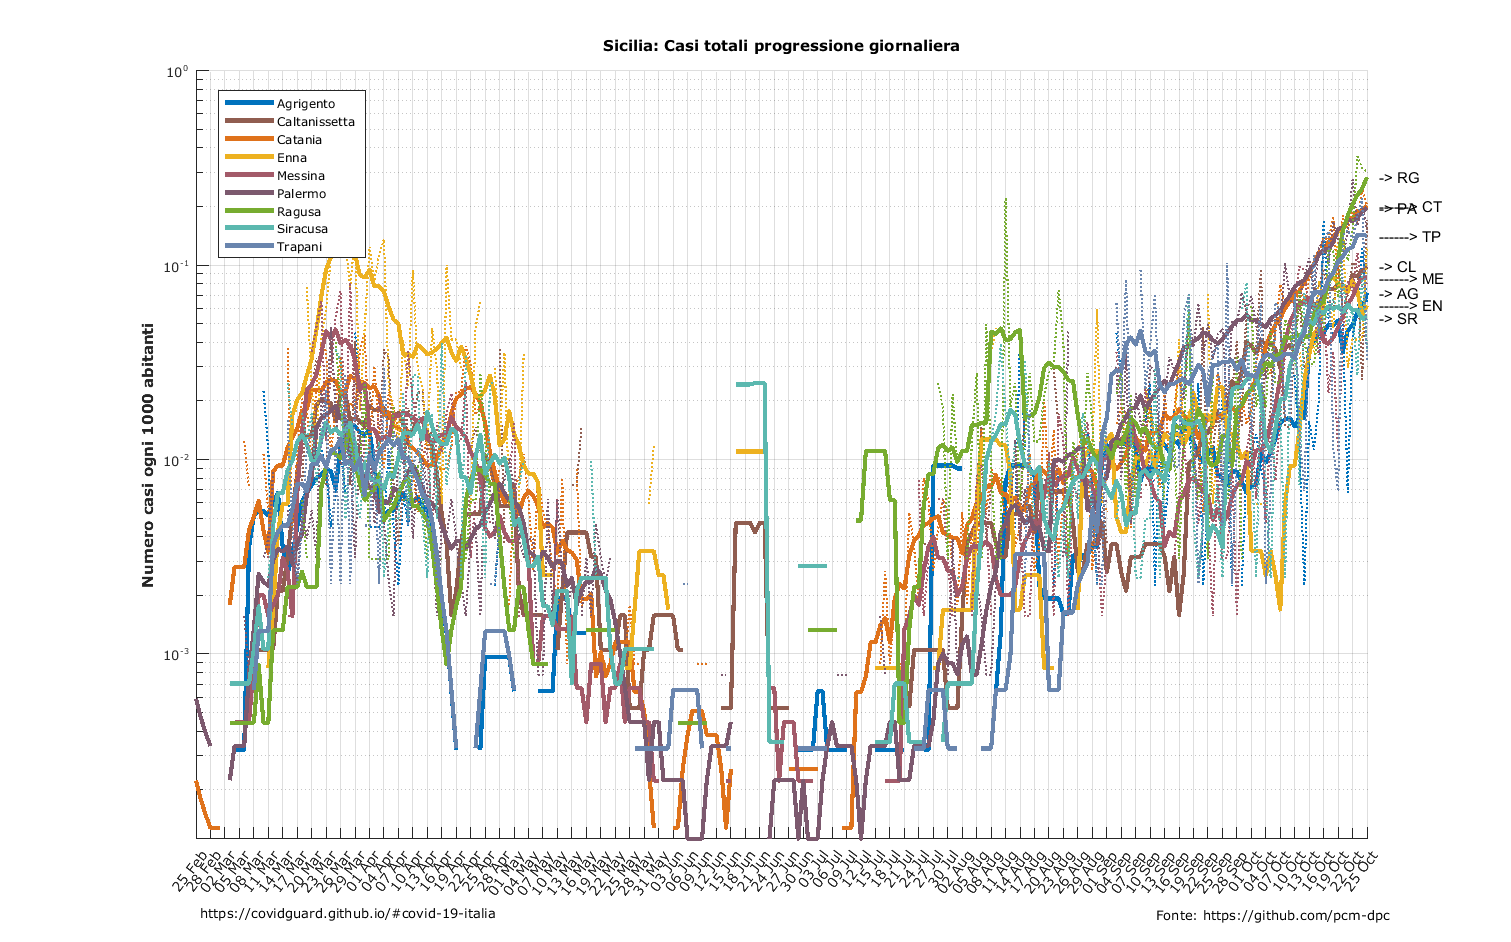 Sicilia: Casi totali progressione giornaliera
Numero casi ogni 1000 abitanti
10^0
10^-1
10^-2
10^-3
Agrigento
Caltanissetta
Catania
Enna
Messina
Palermo
Ragusa
Siracusa
Trapani
-> RG
------> CT
-> PA
------> TP
-> CL
------> ME
-> AG
------> EN
-> SR
25 Feb
28 Feb
02 Mar
05 Mar
08 Mar
11 Mar
14 Mar
17 Mar
20 Mar
23 Mar
26 Mar
29 Mar
01 Apr
04 Apr
07 Apr
10 Apr
13 Apr
16 Apr
19 Apr
22 Apr
25 Apr
28 Apr
01 May
04 May
07 May
10 May
13 May
16 May
19 May
22 May
25 May
28 May
31 May
03 Jun
06 Jun
09 Jun
12 Jun
15 Jun
18 Jun
21 Jun
24 Jun
27 Jun
30 Jun
03 Jul
06 Jul
09 Jul
12 Jul
15 Jul
18 Jul
21 Jul
24 Jul
27 Jul
30 Jul
02 Aug
05 Aug
08 Aug
11 Aug
14 Aug
17 Aug
20 Aug
23 Aug
26 Aug
29 Aug
01 Sep
04 Sep
07 Sep
10 Sep
13 Sep
16 Sep
19 Sep
22 Sep
25 Sep
28 Sep
01 Oct
04 Oct
07 Oct
10 Oct
13 Oct
16 Oct
19 Oct
22 Oct
25 Oct
https://covidguard.github.io/#covid-19-italia
Fonte: https://github.com/pcm-dpc